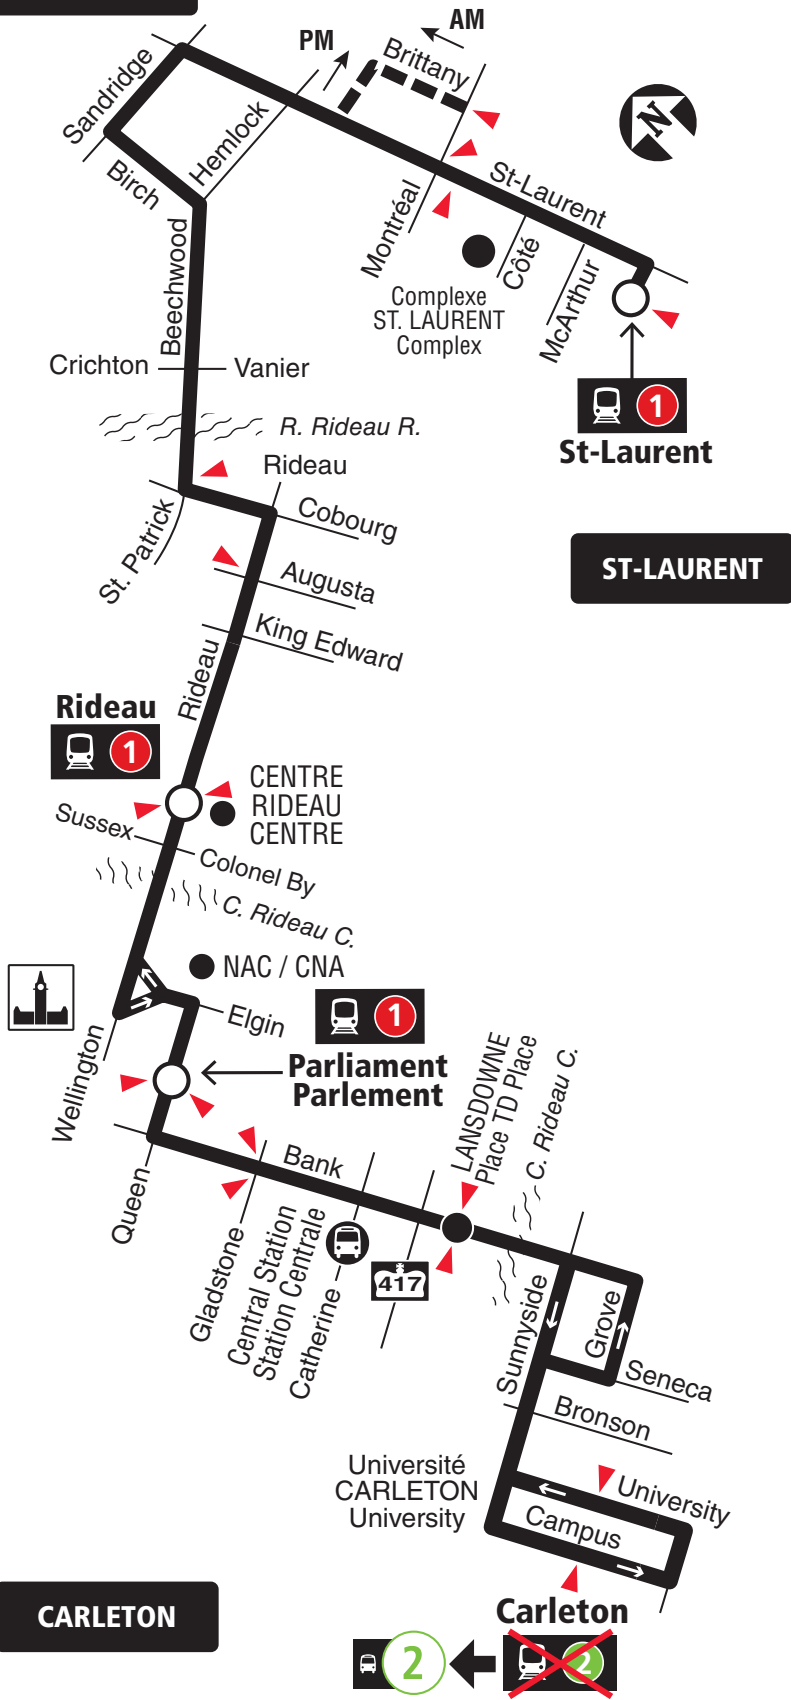 AM
PM
Brittany
Sandridge
Hemlock
N
Birch
St-Laurent
Montréal
Beechwood
Côté
McArthur
Complexe
ST. LAURENT
Complex
Crichton
Vanier
1
St-Laurent
R. Rideau R.
Rideau
Cobourg
St. Patrick
ST-LAURENT
Augusta
King Edward
Rideau
Rideau
1
CENTRE
RIDEAU
CENTRE
Sussex
Colonel By
C. Rideau C.
NAC / CNA
1
Elgin
Parliament
Parlement
Wellington
LANSDOWNE
Place TD Place
C. Rideau C.
Bank
Queen
Gladstone
Central Station
Station Centrale
Catherine
417
Sunnyside
Grove
Seneca
Bronson
Université
CARLETON
University
University
Campus
CARLETON
Carleton
2
2